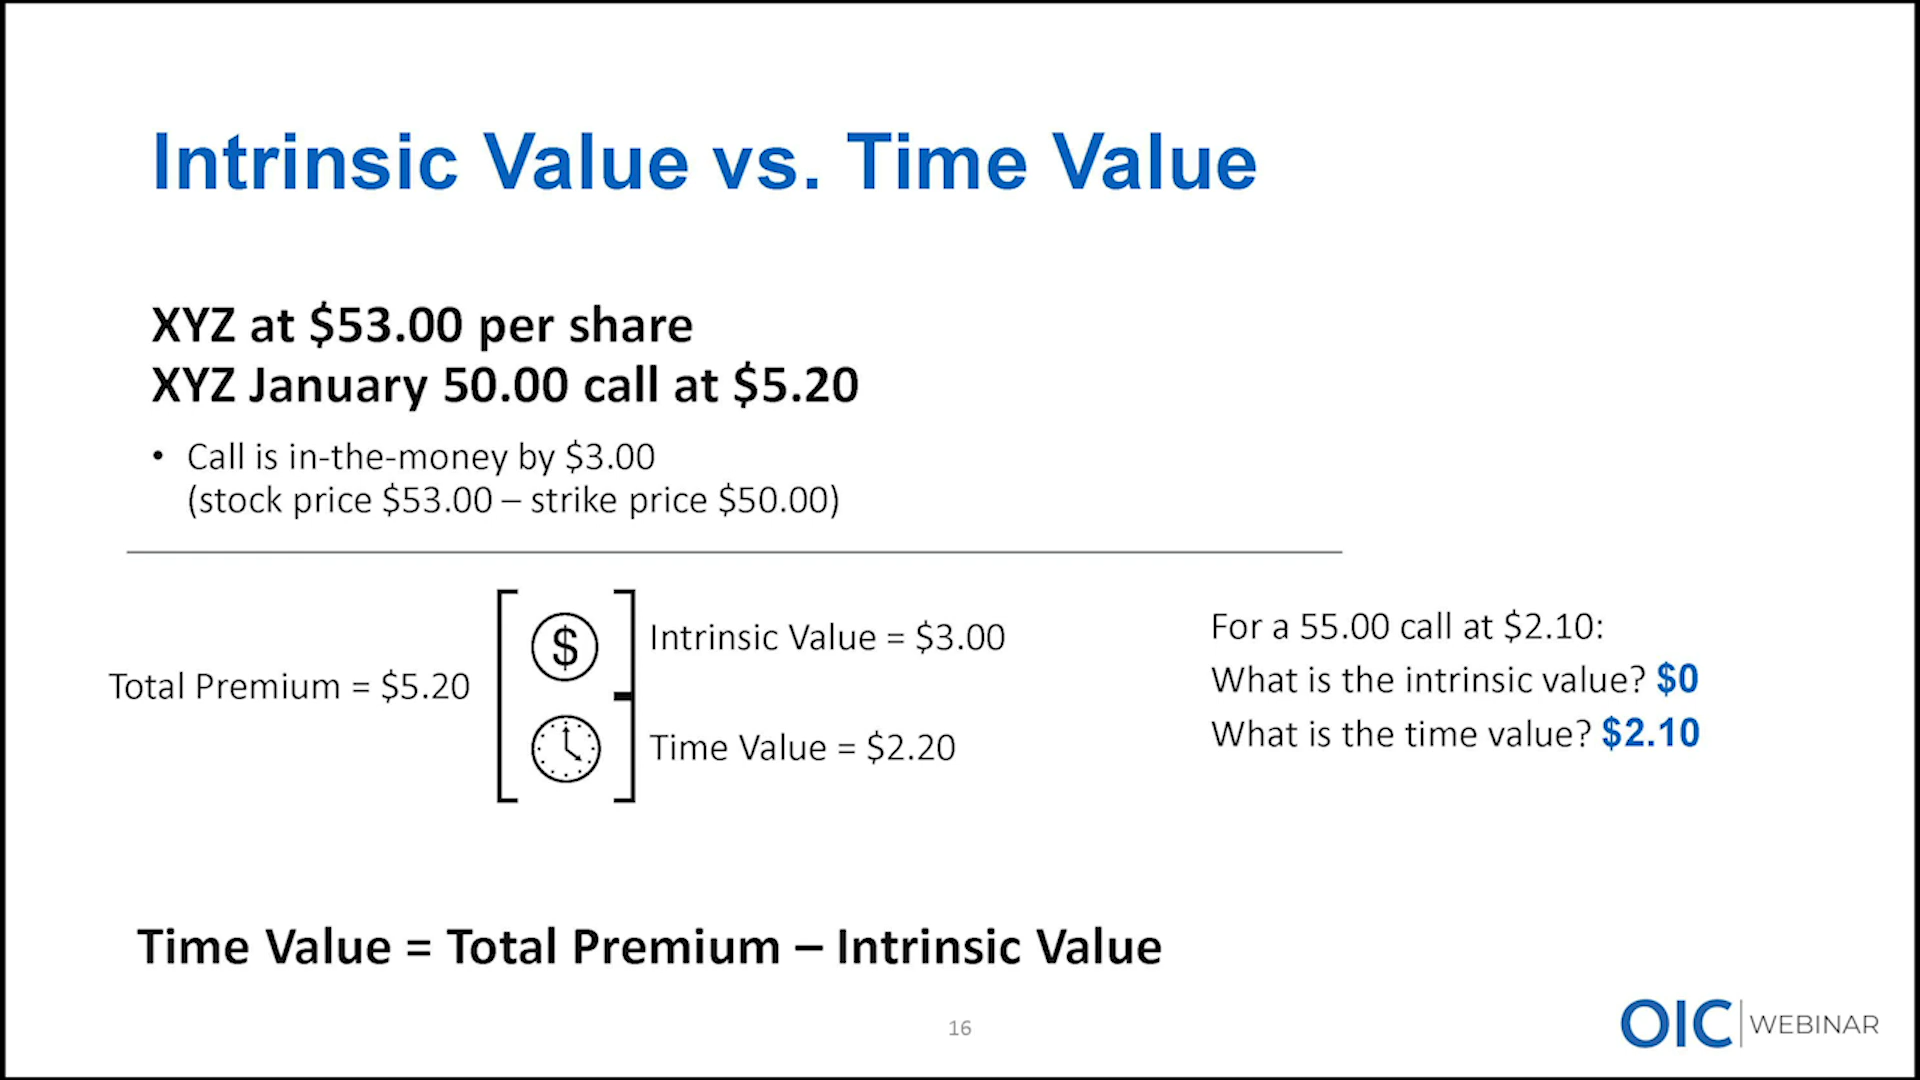 Intrinsic Value vs. Time Value
XYZ at $53.00 per share
XYZ January 50.00 call at $5.20
• Call is in-the-money by $3.00
(stock price $53.00 – strike price $50.00)
Total Premium = $5.20
$
Intrinsic Value = $3.00
Time Value = $2.20
For a 55.00 call at $2.10:
What is the intrinsic value? $0
What is the time value? $2.10
Time Value = Total Premium – Intrinsic Value
16
OIC WEBINAR